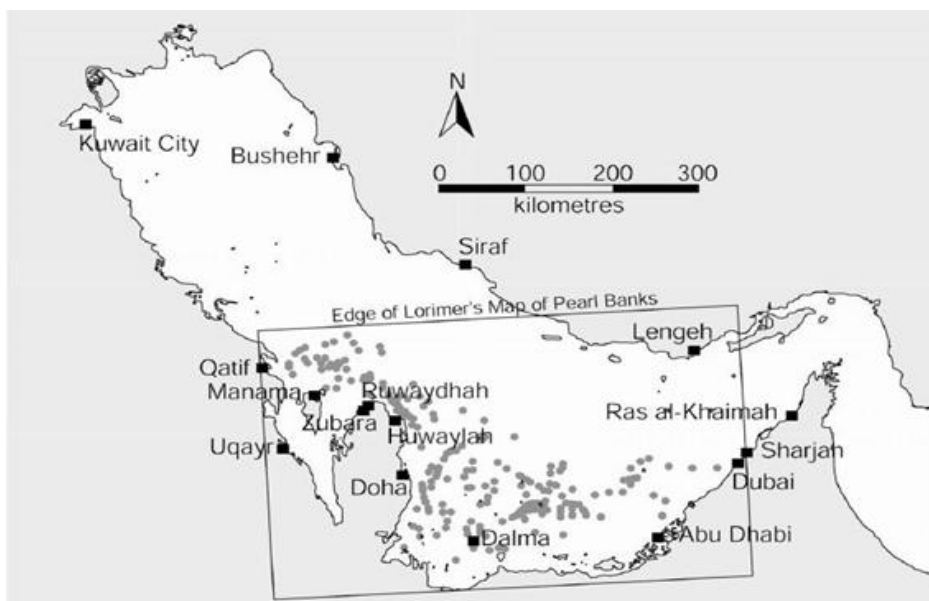 N
0 100 200 300
kilometres
Kuwait City
Bushehr
Siraf
Edge of Lorimer's Map of Pearl Banks
Lengeh
Qatif
Manama
Ruwaydhah
Zubara
Ras al-Khaimah
Huwaylah
Uqayr
Sharjah
Doha
Dubai
Dalma
Abu Dhabi